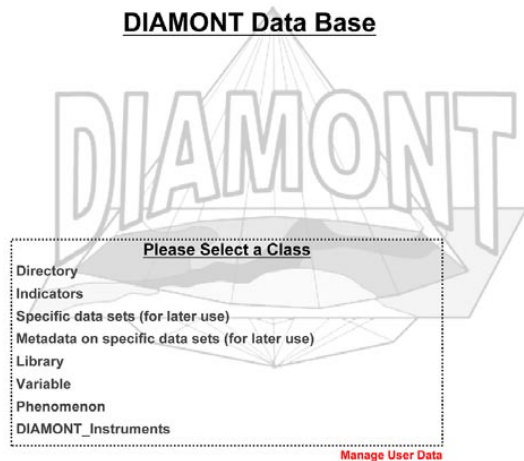 DIAMONT Data Base
DIAMONT
Please Select a Class
Directory
Indicators
Specific data sets (for later use)
Metadata on specific data sets (for later use)
Library
Variable
Phenomenon
DIAMONT_Instruments
Manage User Data